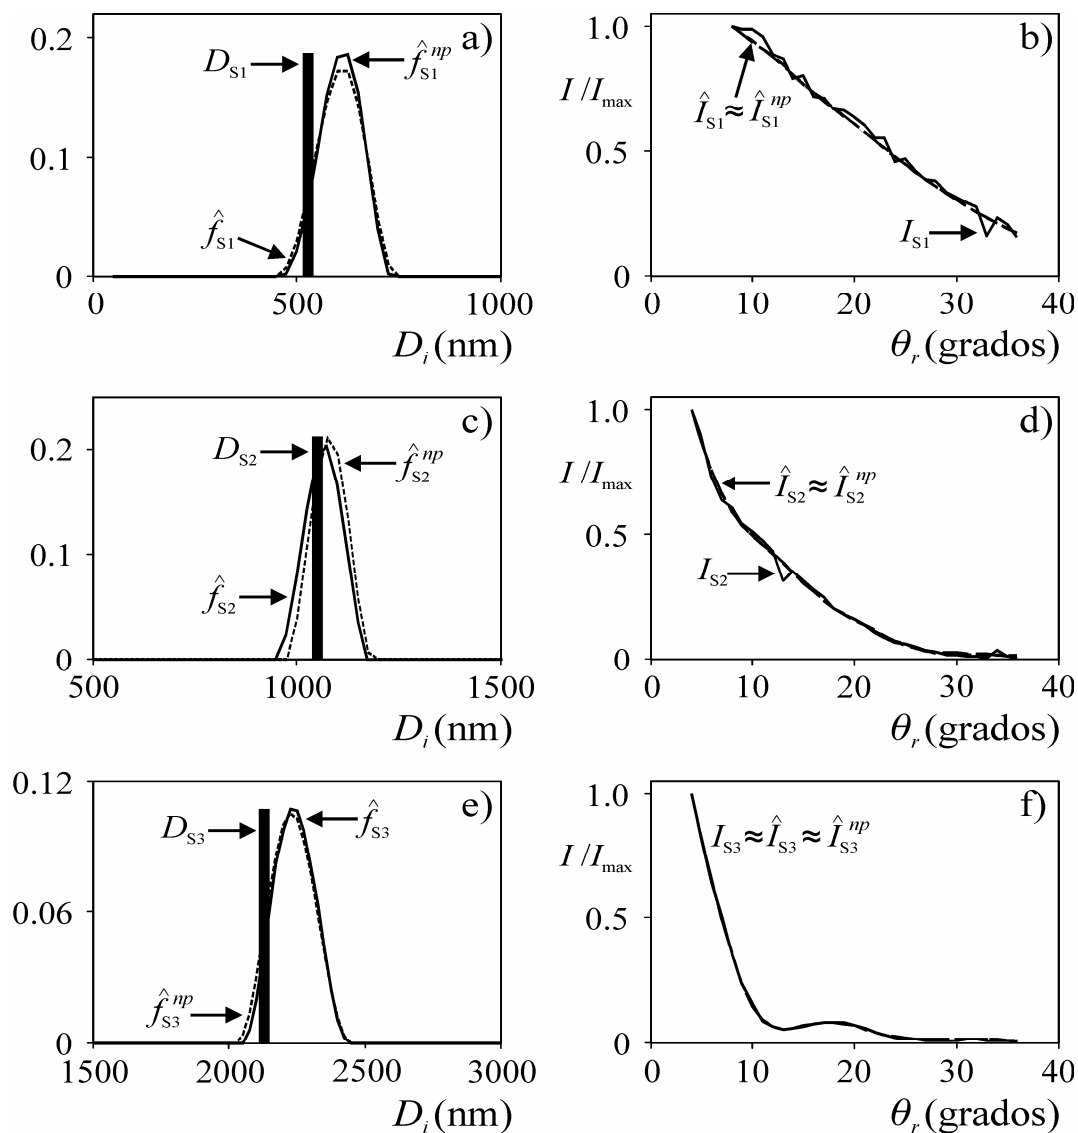 a)
0.2
0.1
0
D_S1
f̂_S1^np
f̂_S1
0 500 1000
D_i (nm)
b)
1.0
I/I_max
0.5
0
Î_S1 ≈ Î_S1^np
I_S1
0 10 20 30 40
θ_r (grados)
c)
0.2
0.1
0
D_S2
f̂_S2^np
f̂_S2
500 1000 1500
D_i (nm)
d)
1.0
I/I_max
0.5
0
Î_S2 ≈ Î_S2^np
I_S2
0 10 20 30 40
θ_r (grados)
e)
0.12
0.06
0
D_S3
f̂_S3
f̂_S3^np
1500 2000 2500 3000
D_i (nm)
f)
1.0
I/I_max
0.5
0
I_S3 ≈ Î_S3 ≈ Î_S3^np
0 10 20 30 40
θ_r (grados)